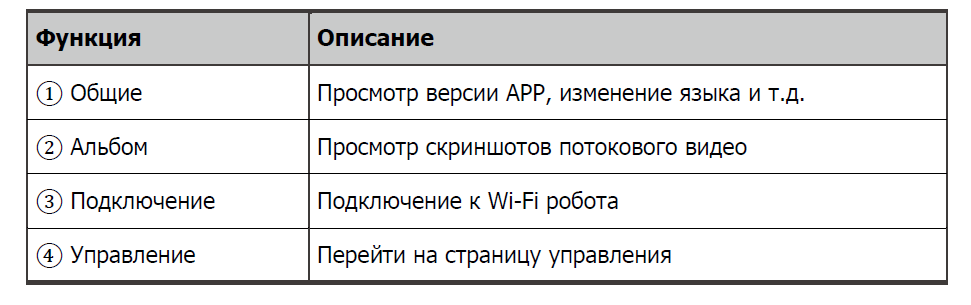 Функция Описание
① Общие Просмотр версии APP, изменение языка и т.д.
② Альбом Просмотр скриншотов потокового видео
③ Подключение Подключение к Wi-Fi робота
④ Управление Перейти на страницу управления